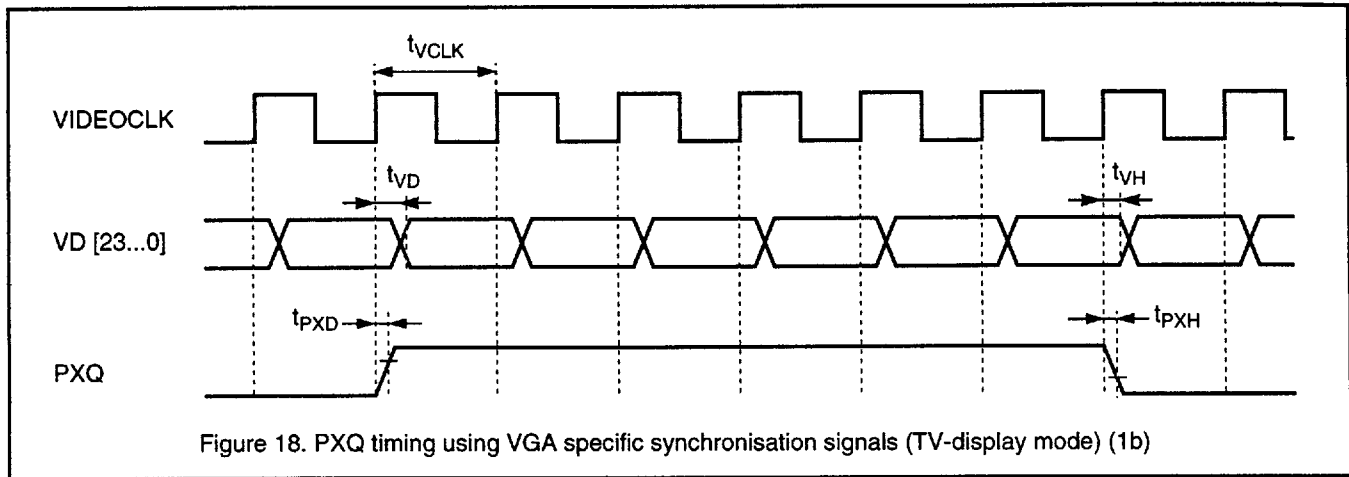 tVCLK
VIDEOCLK
tVD
tVH
VD [23...0]
tPXD
tPXH
PXQ
Figure 18. PXQ timing using VGA specific synchronisation signals (TV-display mode) (1b)